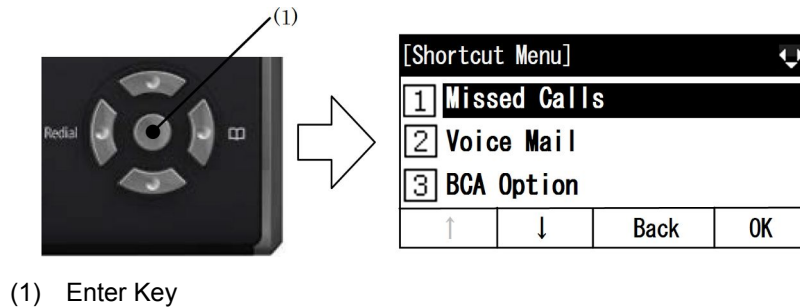 (1)
Redial
[Shortcut Menu]
1 Missed Calls
2 Voice Mail
3 BCA Option
↑ ↓ Back OK
(1) Enter Key